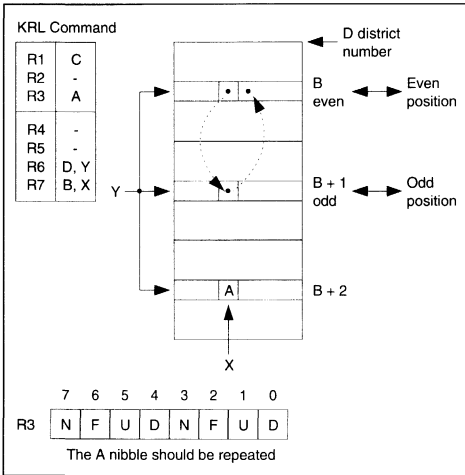 KRL Command
R1 C
R2 -
R3 A
R4 -
R5 -
R6 D, Y
R7 B, X
D district
number
B
even
Even
position
Y
B + 1
odd
Odd
position
A
B + 2
X
7 6 5 4 3 2 1 0
R3 N F U D N F U D
The A nibble should be repeated